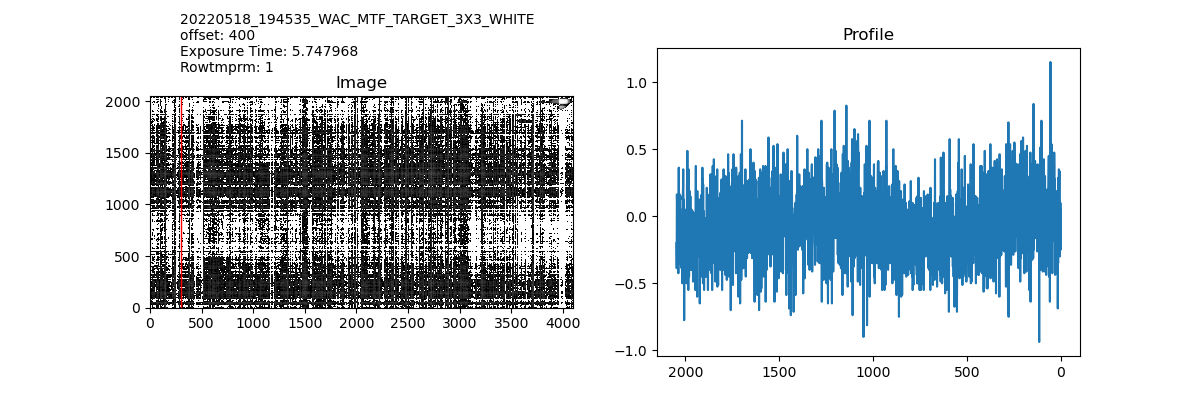 20220518_194535_WAC_MTF_TARGET_3X3_WHITE
offset: 400
Exposure Time: 5.747968
Rowtmprm: 1
Image
2000
1500
1000
500
0
0 500 1000 1500 2000 2500 3000 3500 4000
Profile
1.0
0.5
0.0
−0.5
−1.0
2000 1500 1000 500 0